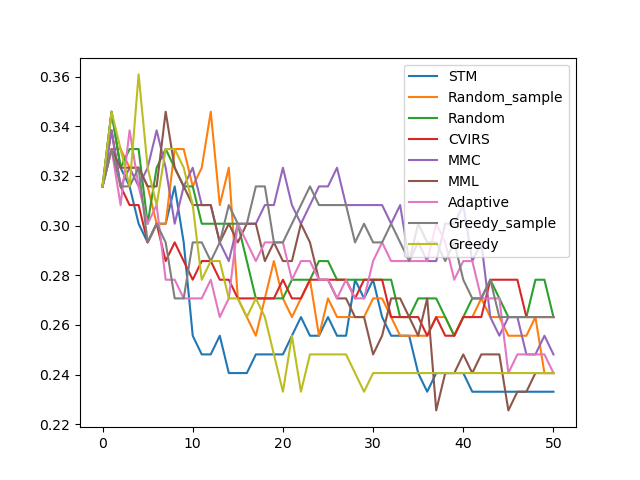 0.36
0.34
0.32
0.30
0.28
0.26
0.24
0.22
0
10
20
30
40
50
STM
Random_sample
Random
CVIRS
MMC
MML
Adaptive
Greedy_sample
Greedy